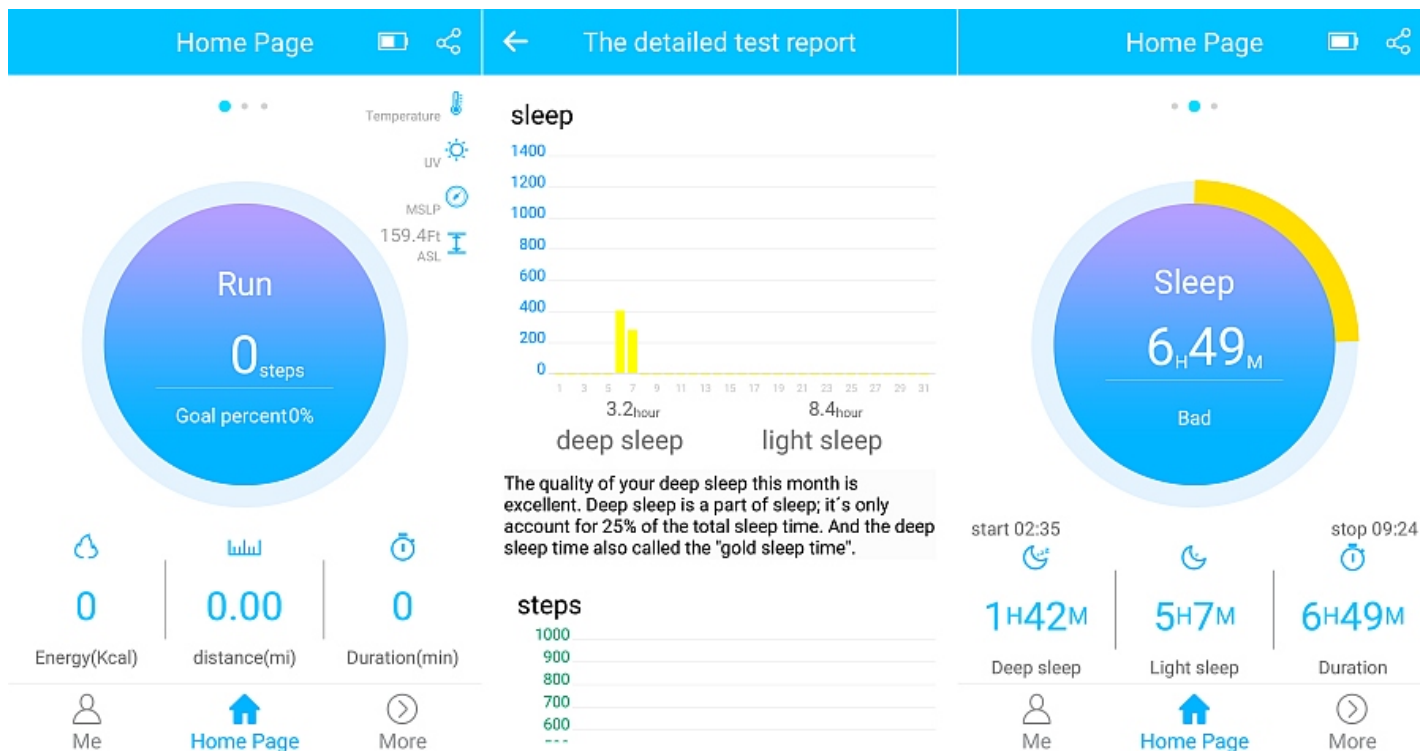 Home Page
Temperature
UV
MSLP
159.4Ft
ASL
Run
0 steps
Goal percent0%
0 0.00 0
Energy(Kcal) distance(mi) Duration(min)
Me Home Page More
The detailed test report
sleep
1400
1200
1000
800
600
400
200
0
1 3 5 7 9 11 13 15 17 19 21 23 25 27 29 31
3.2hour 8.4hour
deep sleep light sleep
The quality of your deep sleep this month is
excellent. Deep sleep is a part of sleep; it´s only
account for 25% of the total sleep time. And the deep
sleep time also called the "gold sleep time".
steps
1000
900
800
700
600
Home Page
Sleep
6H49M
Bad
start 02:35 stop 09:24
1H42M 5H7M 6H49M
Deep sleep Light sleep Duration
Me Home Page More